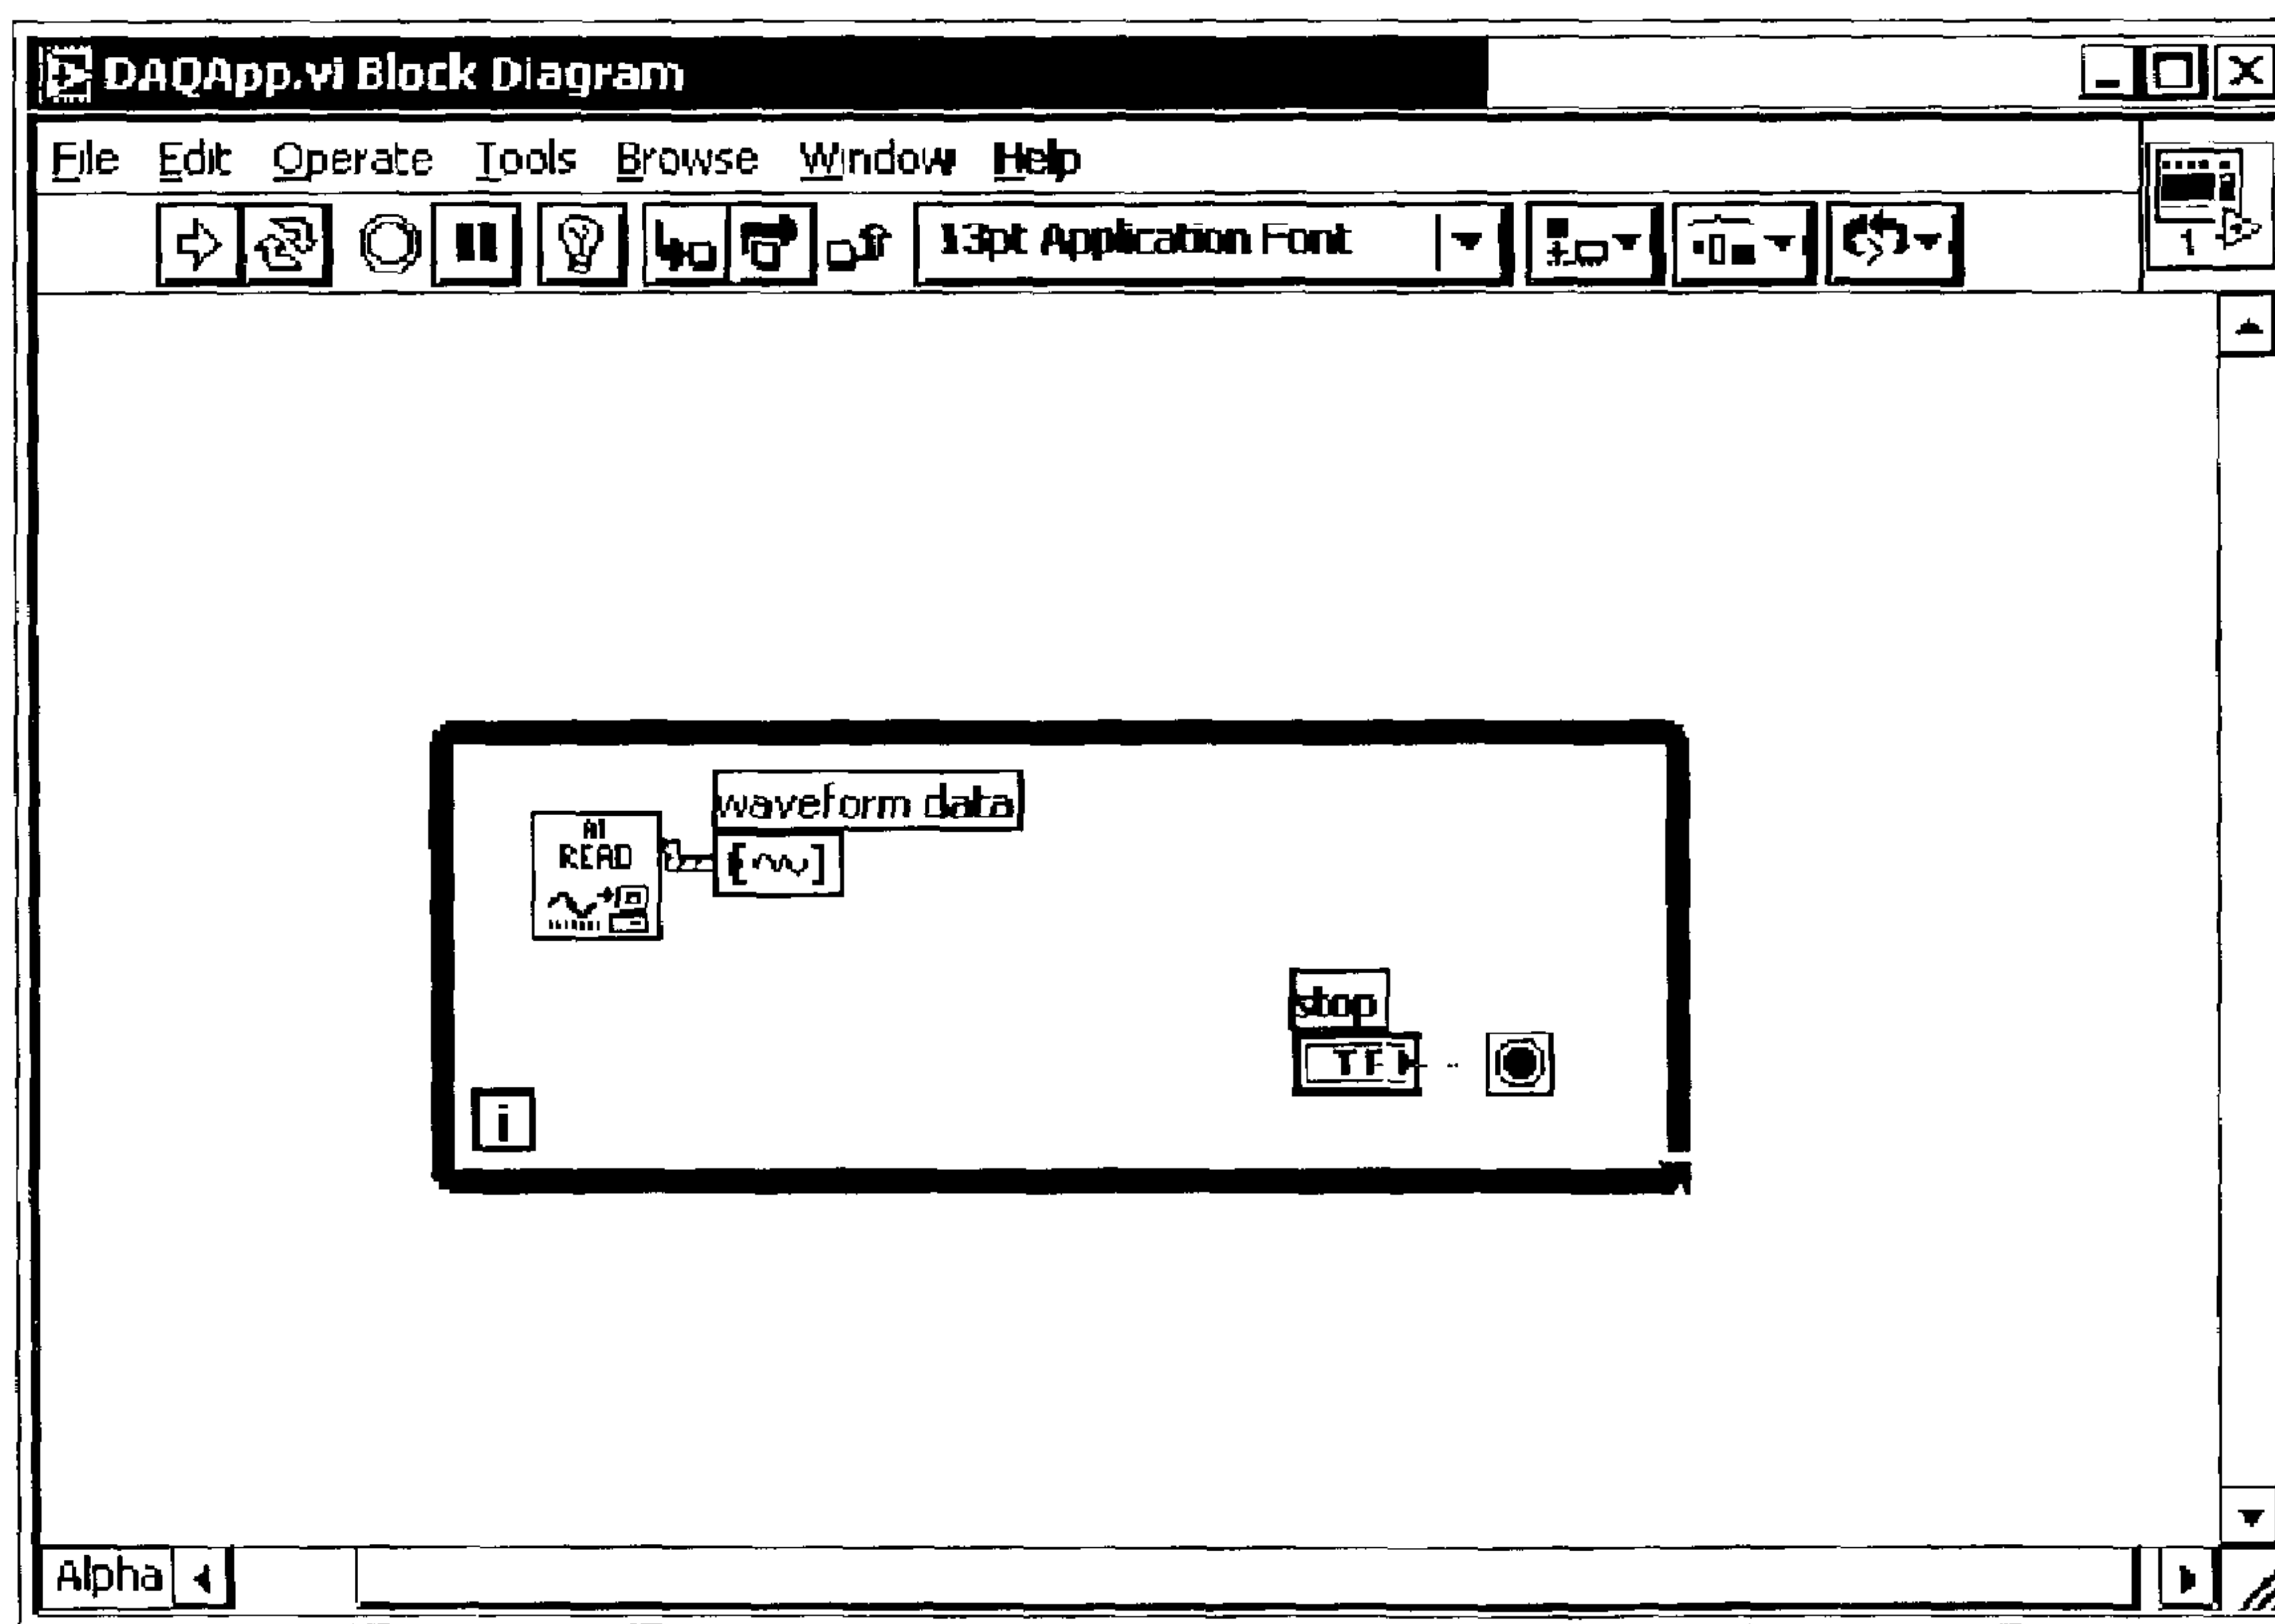 DAQApp.vi Block Diagram
File Edit Operate Tools Browse Window Help
13pt Application Font
1
waveform data
AI
READ
stop
TF
i
Alpha